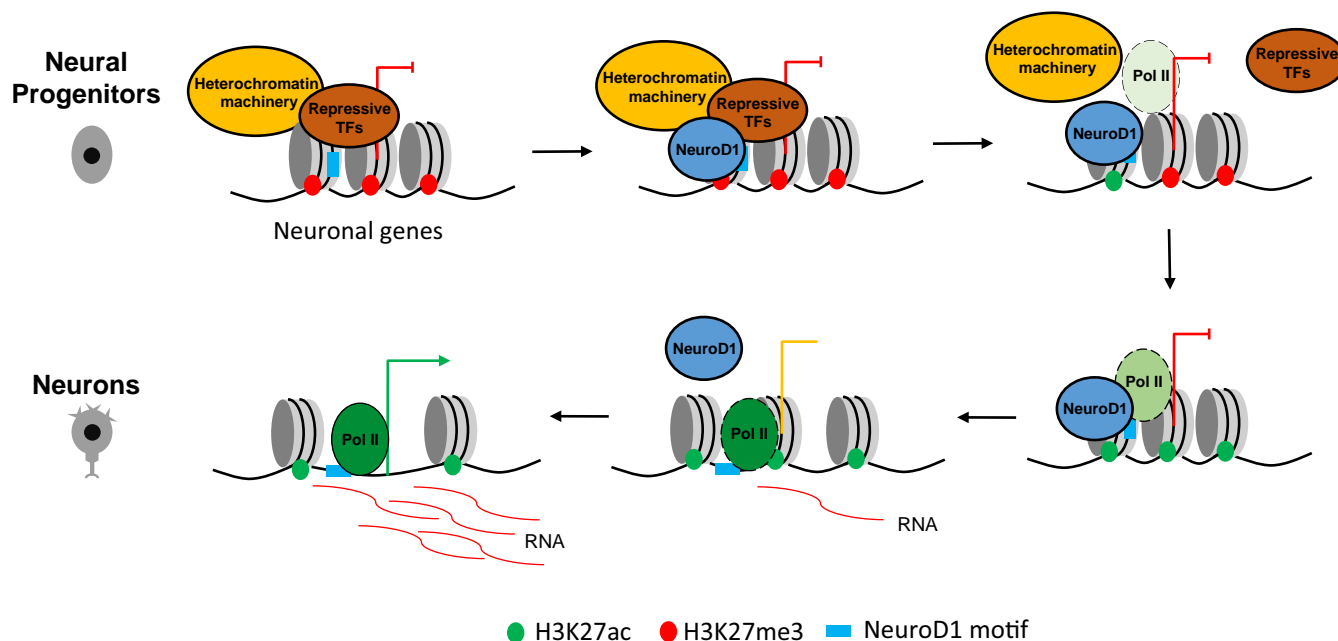 Neural
Progenitors
Heterochromatin
machinery
Repressive
TFs
Neuronal genes
Heterochromatin
machinery
Repressive
TFs
NeuroD1
Heterochromatin
machinery
Pol II
Repressive
TFs
NeuroD1
Neurons
Pol II
RNA
NeuroD1
Pol II
RNA
Pol II
NeuroD1
H3K27ac
H3K27me3
NeuroD1 motif